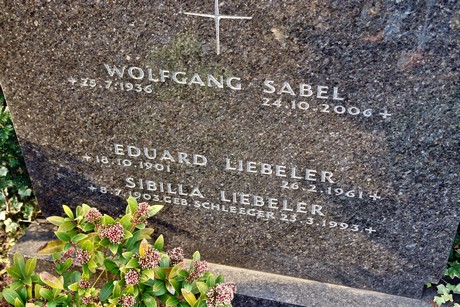 WOLFGANG SABEL
+25.7.1936 24.10.2006+
EDUARD LIEBELER
+18.10.1901 26.2.1961+
SIBILLA LIEBELER
+8.7.1903 GEB. SCHLEEGER 23.3.1993+